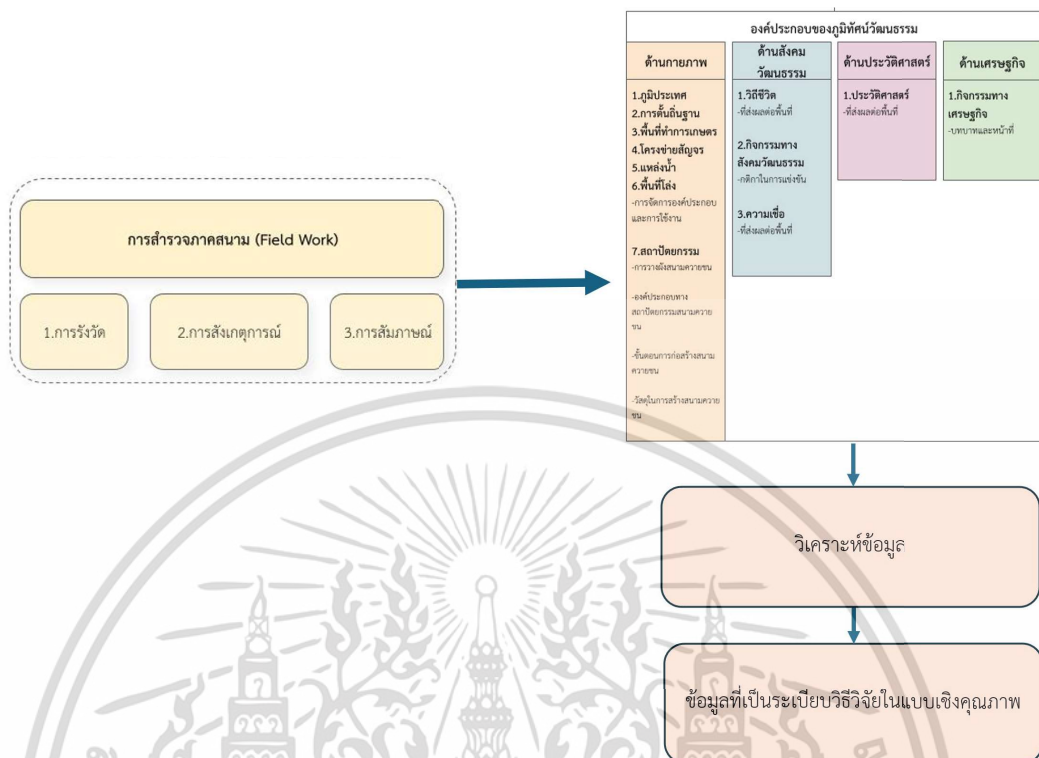 การสำรวจภาคสนาม (Field Work)
1.การรังวัด
2.การสังเกตุการณ์
3.การสัมภาษณ์
องค์ประกอบของภูมิทัศน์วัฒนธรรม
ด้านกายภาพ
1.ภูมิประเทศ
2.การตั้งถิ่นฐาน
3.พื้นที่ทำการเกษตร
4.โครงข่ายสัญจร
5.แหล่งน้ำ
6.พื้นที่โล่ง
-การจัดการองค์ประกอบ
และการใช้งาน
7.สถาปัตยกรรม
-การวางผังสนามควายชน
-องค์ประกอบทาง
สถาปัตยกรรมสนามควาย
ชน
-ขั้นตอนการก่อสร้างสนาม
ควายชน
-วัสดุในการสร้างสนามควาย
ชน
ด้านสังคม
วัฒนธรรม
1.วิถีชีวิต
-ที่ส่งผลต่อพื้นที่
2.กิจกรรมทาง
สังคมวัฒนธรรม
-กติกาในการแข่งขัน
3.ความเชื่อ
-ที่ส่งผลต่อพื้นที่
ด้านประวัติศาสตร์
1.ประวัติศาสตร์
-ที่ส่งผลต่อพื้นที่
ด้านเศรษฐกิจ
1.กิจกรรมทาง
เศรษฐกิจ
-บทบาทและหน้าที่
วิเคราะห์ข้อมูล
ข้อมูลที่เป็นระเบียบวิธีวิจัยในแบบเชิงคุณภาพ